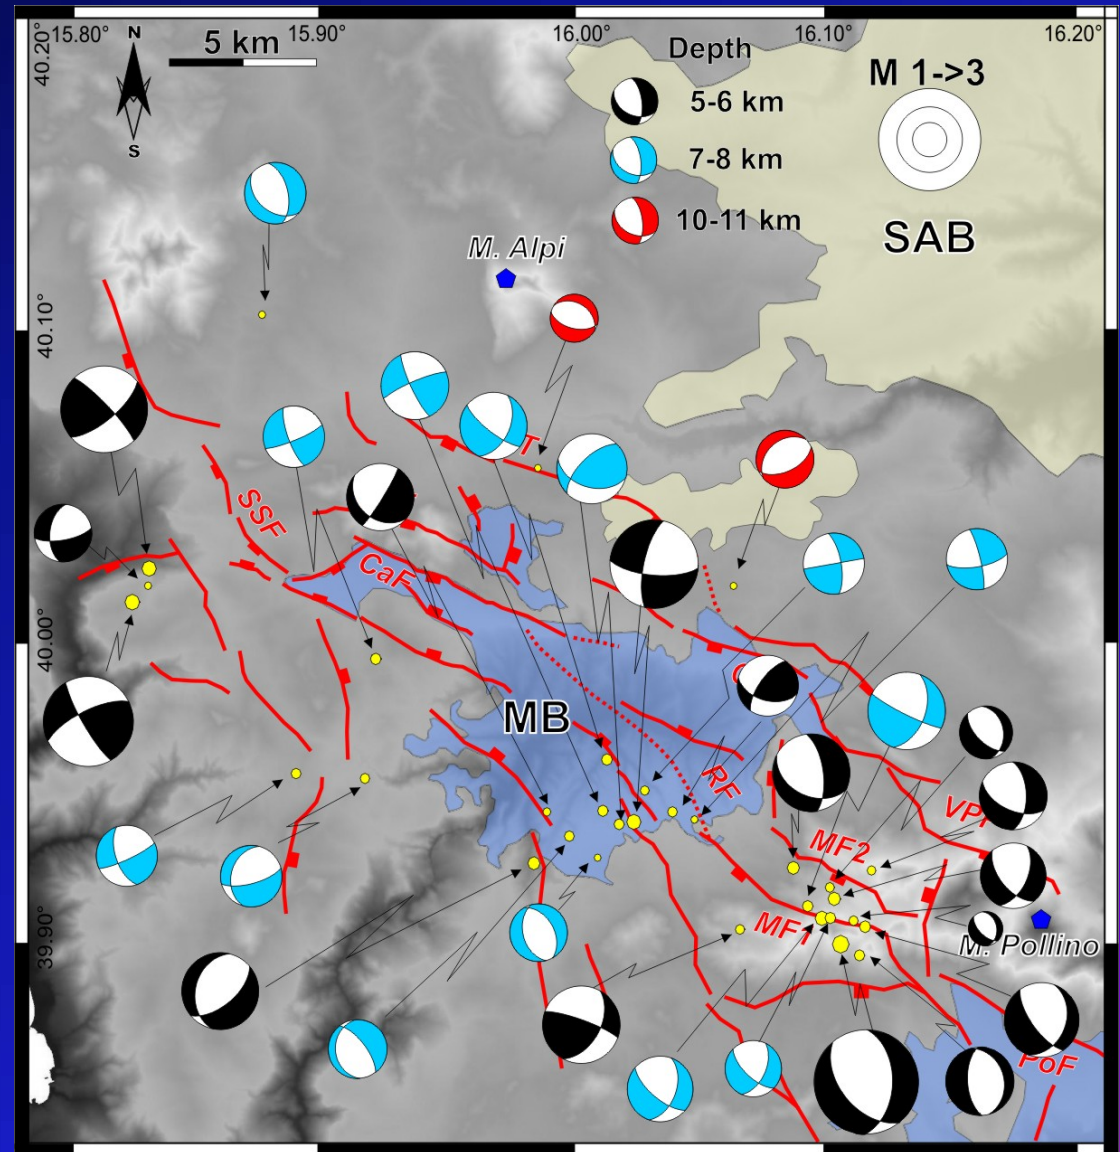 15.80°
15.90°
16.00°
16.10°
16.20°
40.20°
N
5 km
S
Depth
5-6 km
7-8 km
10-11 km
M 1->3
SAB
M. Alpi
40.10°
T
SSF
CaF
40.00°
MB
RF
MF2
MF1
M. Pollino
39.90°
PoF